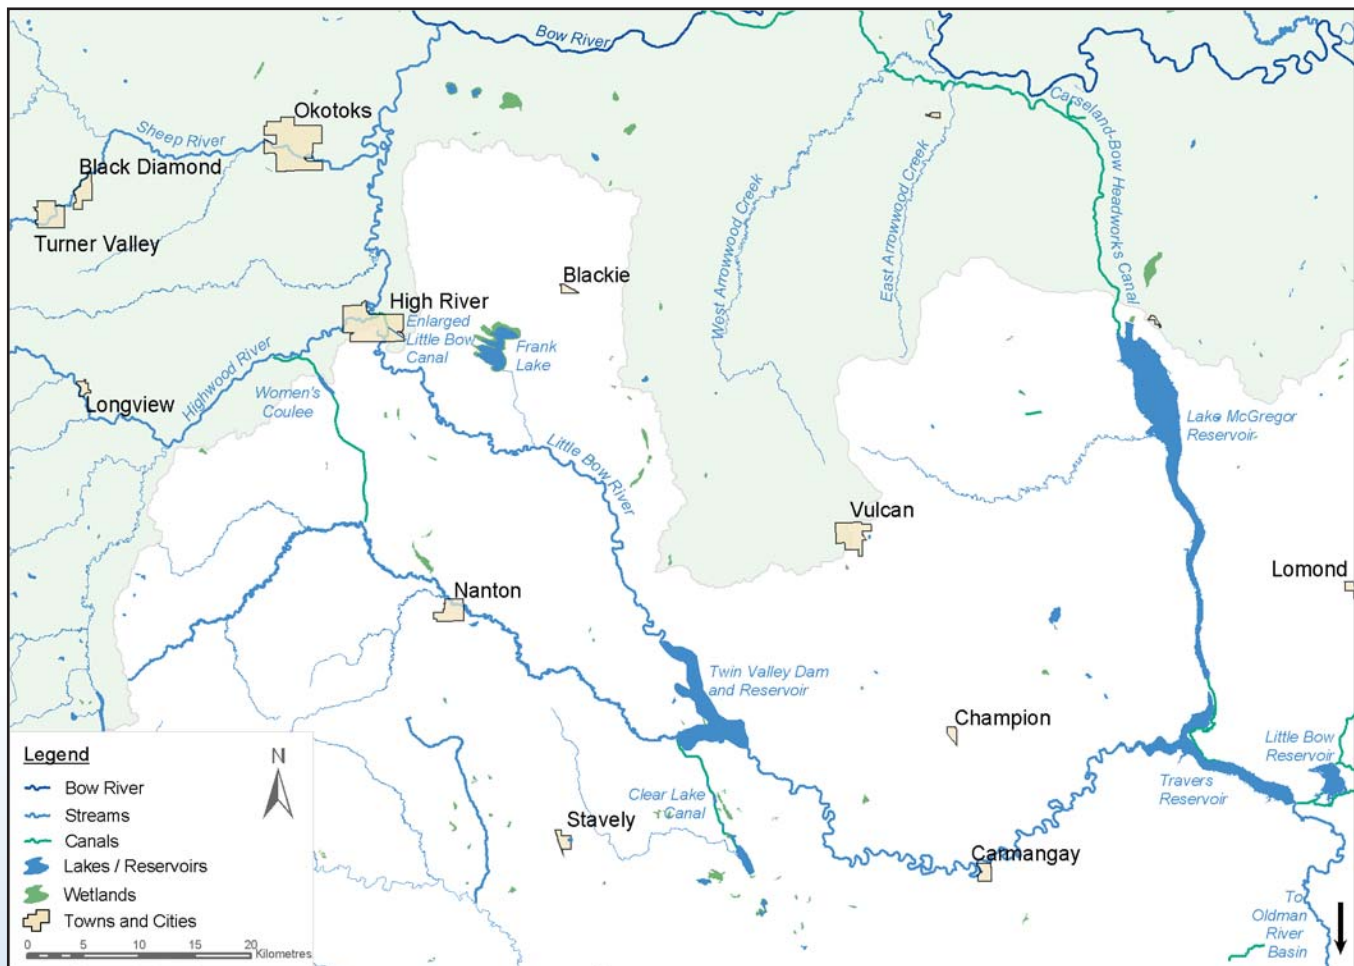 Bow River
Okotoks
Sheep River
Black Diamond
Turner Valley
Carseland-Bow Headworks Canal
West Arrowwood Creek
East Arrowwood Creek
Blackie
High River
Enlarged
Little Bow
Canal
Frank
Lake
Highwood River
Women's
Coulee
Longview
Little Bow River
Lake McGregor
Reservoir
Vulcan
Lomond
Nanton
Twin Valley Dam
and Reservoir
Champion
Little Bow
Reservoir
Travers
Reservoir
Clear Lake
Canal
Stavely
Carmangay
To
Oldman
River
Basin
Legend
N
Bow River
Streams
Canals
Lakes / Reservoirs
Wetlands
Towns and Cities
0 5 10 15 20
Kilometres